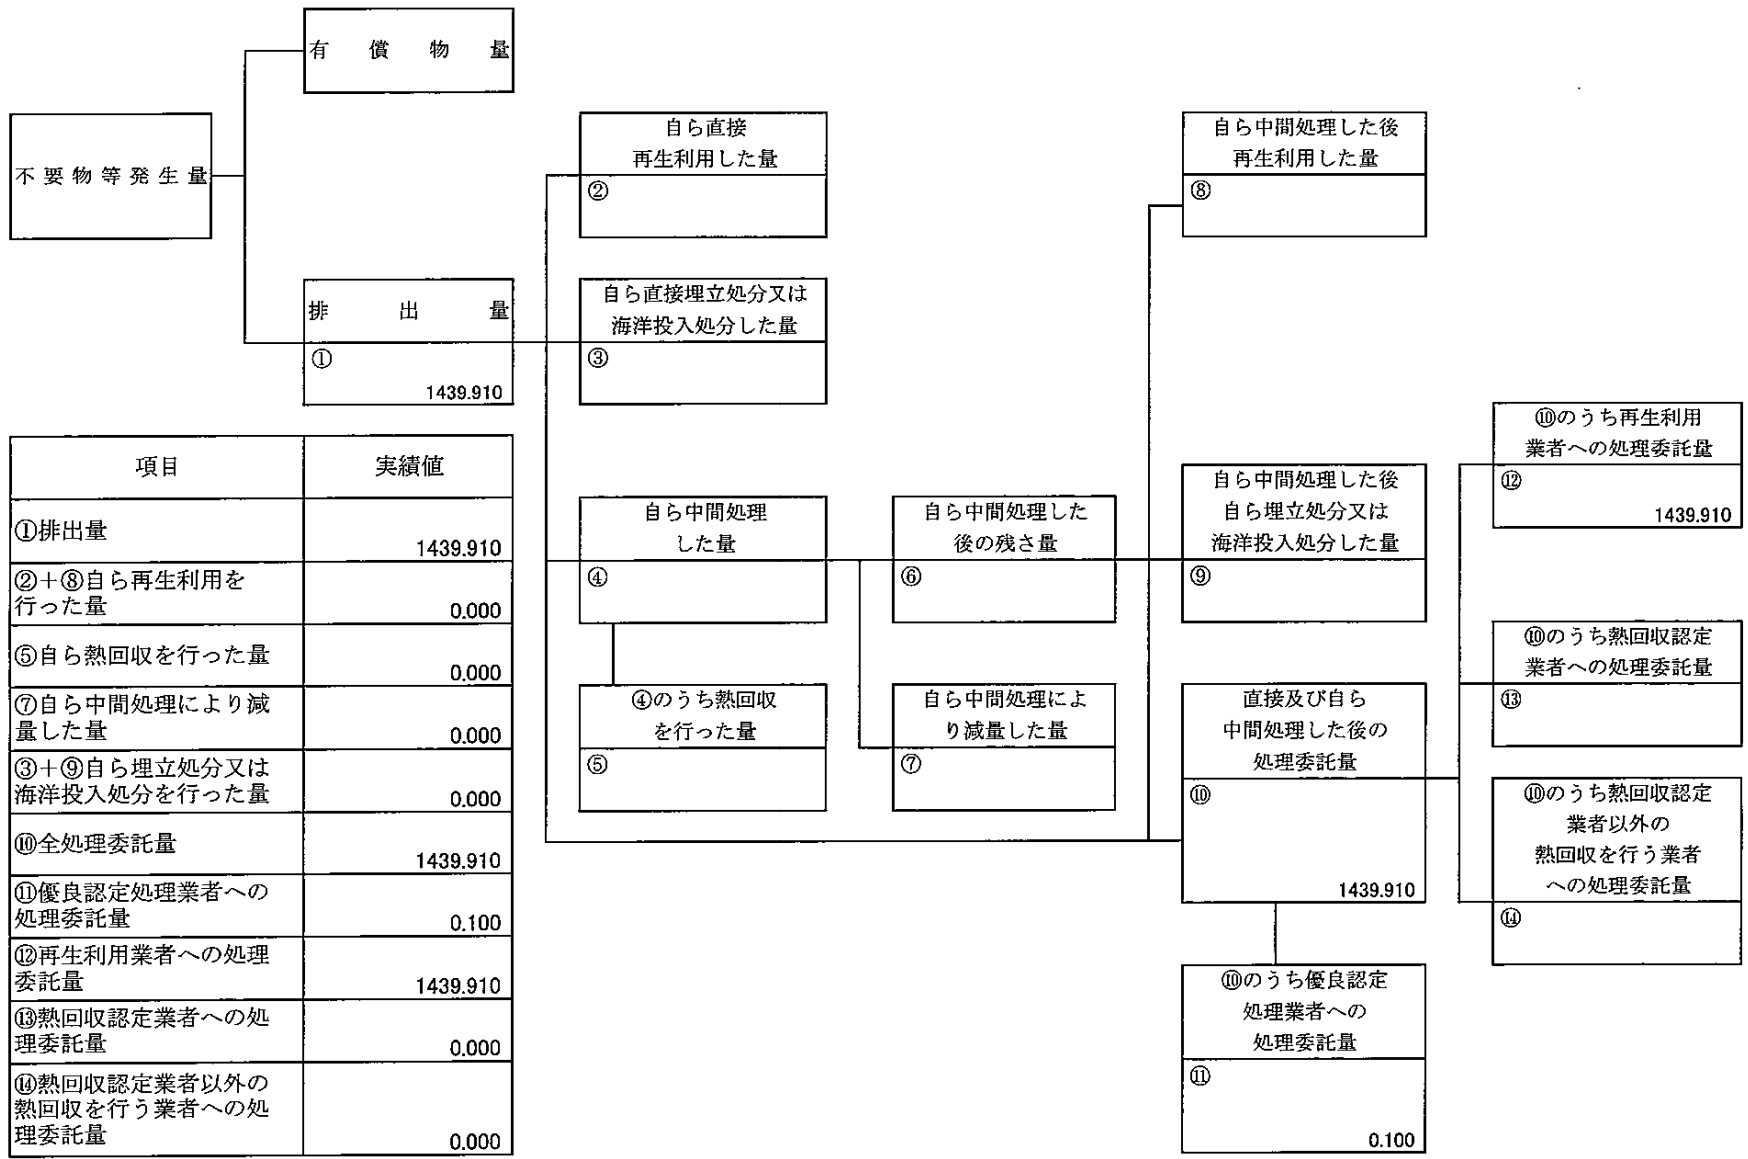 有償物量
不要物等発生量
排出量
①
1439.910
自ら直接
再生利用した量
②
自ら直接埋立処分又は
海洋投入処分した量
③
自ら中間処理した後
再生利用した量
⑧
項目 実績値
①排出量
1439.910
②+⑧自ら再生利用を
行った量
0.000
⑤自ら熱回収を行った量
0.000
⑦自ら中間処理により減
量した量
0.000
③+⑨自ら埋立処分又は
海洋投入処分を行った量
0.000
⑩全処理委託量
1439.910
⑪優良認定処理業者への
処理委託量
0.100
⑫再生利用業者への処理
委託量
1439.910
⑬熱回収認定業者への処
理委託量
0.000
⑭熱回収認定業者以外の
熱回収を行う業者への処
理委託量
0.000
自ら中間処理
した量
④
④のうち熱回収
を行った量
⑤
自ら中間処理した
後の残さ量
⑥
自ら中間処理によ
り減量した量
⑦
自ら中間処理した後
自ら埋立処分又は
海洋投入処分した量
⑨
直接及び自ら
中間処理した後の
処理委託量
⑩
1439.910
⑩のうち優良認定
処理業者への
処理委託量
⑪
0.100
⑩のうち再生利用
業者への処理委託量
⑫
1439.910
⑩のうち熱回収認定
業者への処理委託量
⑬
⑩のうち熱回収認定
業者以外の
熱回収を行う業者
への処理委託量
⑭